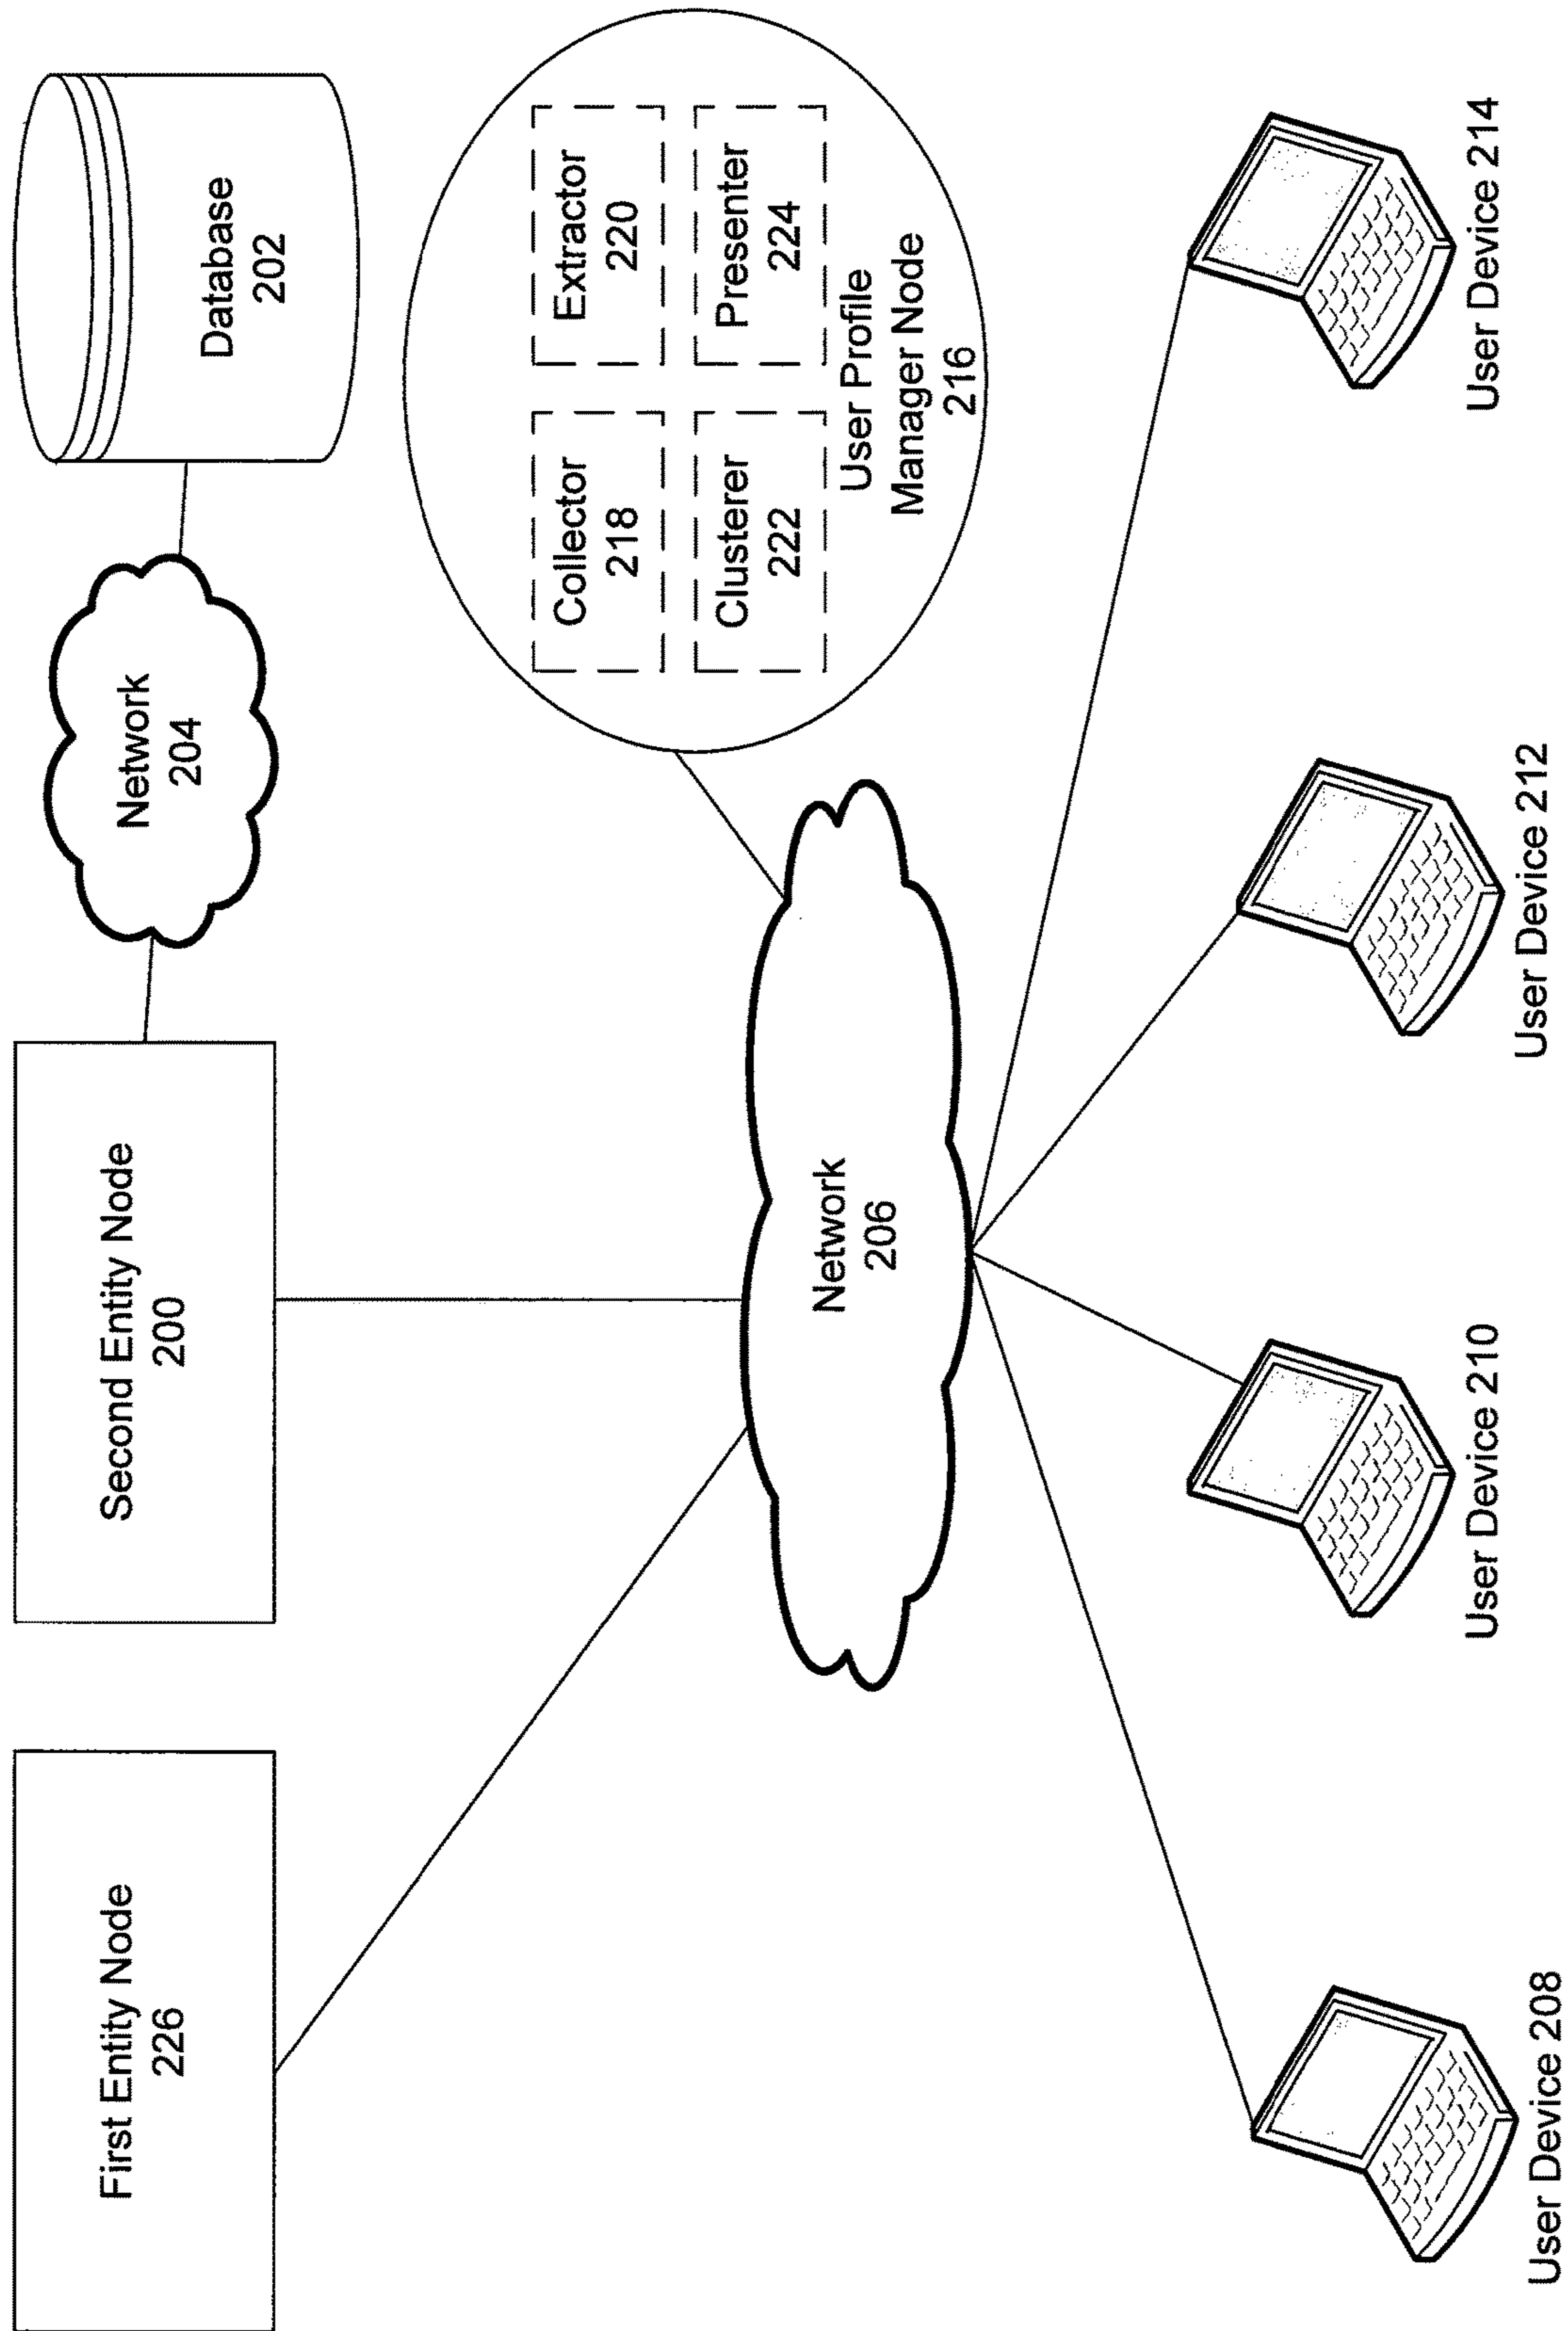 First Entity Node
226
Second Entity Node
200
Network
204
Database
202
Collector
218
Extractor
220
Clusterer
222
Presenter
224
User Profile
Manager Node
216
Network
206
User Device 208
User Device 210
User Device 212
User Device 214